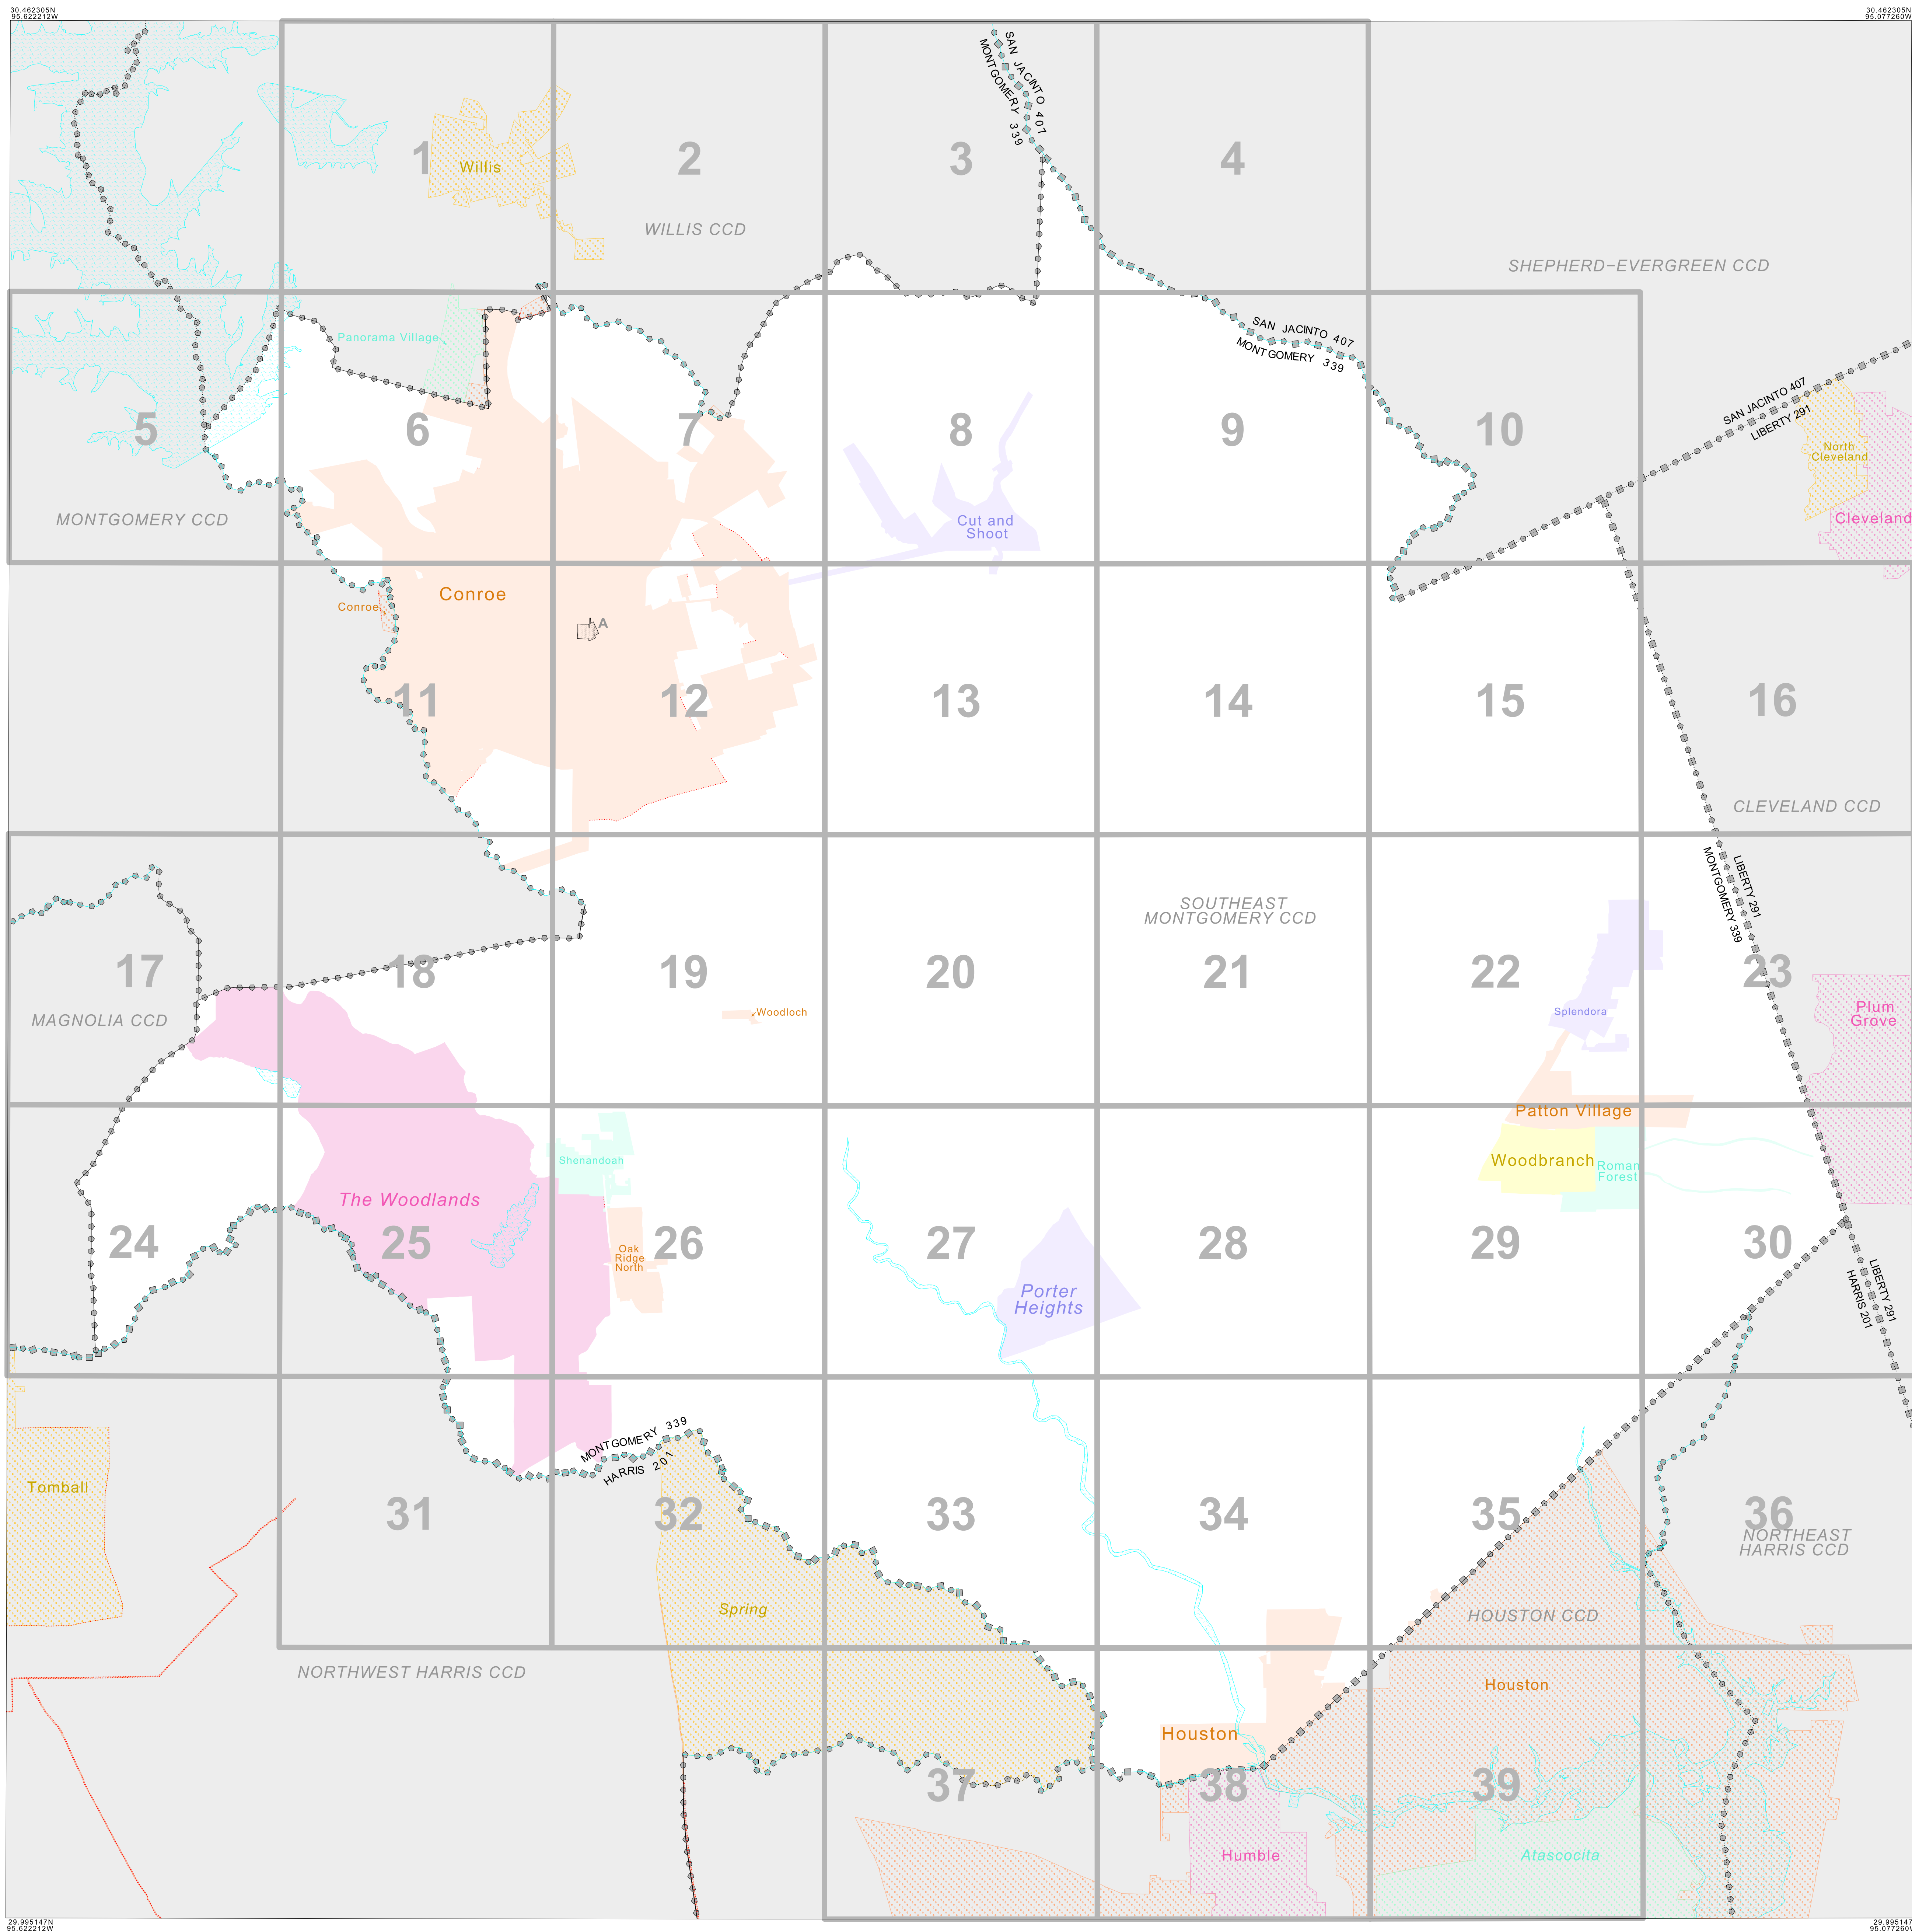 30.462305N
95.622212W
30.462305N
95.077260W
SAN JACINTO 407
MONTGOMERY 339
1
2
3
4
Willis
WILLIS CCD
SHEPHERD-EVERGREEN CCD
Panorama Village
SAN JACINTO 407
MONTGOMERY 339
SAN JACINTO 407
LIBERTY 291
5
6
7
8
9
10
North
Cleveland
MONTGOMERY CCD
Cut and
Shoot
Cleveland
Conroe
Conroe
A
11
12
13
14
15
16
CLEVELAND CCD
LIBERTY 291
MONTGOMERY 339
SOUTHEAST
MONTGOMERY CCD
17
18
19
20
21
22
23
MAGNOLIA CCD
Woodloch
Splendora
Plum
Grove
Patton Village
Shenandoah
Woodbranch
Roman
Forest
The Woodlands
24
25
26
27
28
29
30
Oak
Ridge
North
Porter
Heights
LIBERTY 291
HARRIS 201
MONTGOMERY 339
HARRIS 201
Tomball
31
32
33
34
35
36
NORTHEAST
HARRIS CCD
Spring
HOUSTON CCD
NORTHWEST HARRIS CCD
Houston
Houston
37
38
39
Humble
Atascocita
29.995147N
95.622212W
29.995147N
95.077260W